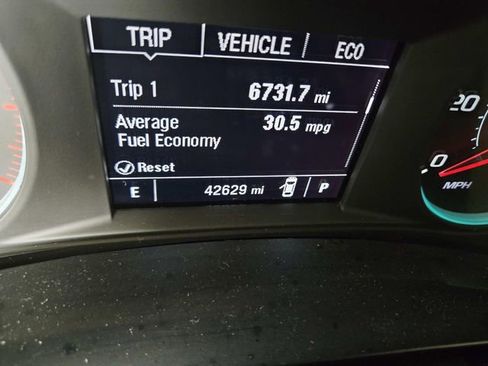 TRIP VEHICLE ECO
Trip 1 6731.7 mi
Average 30.5 mpg
Fuel Economy
Reset
E 42629 mi P
20
0
MPH